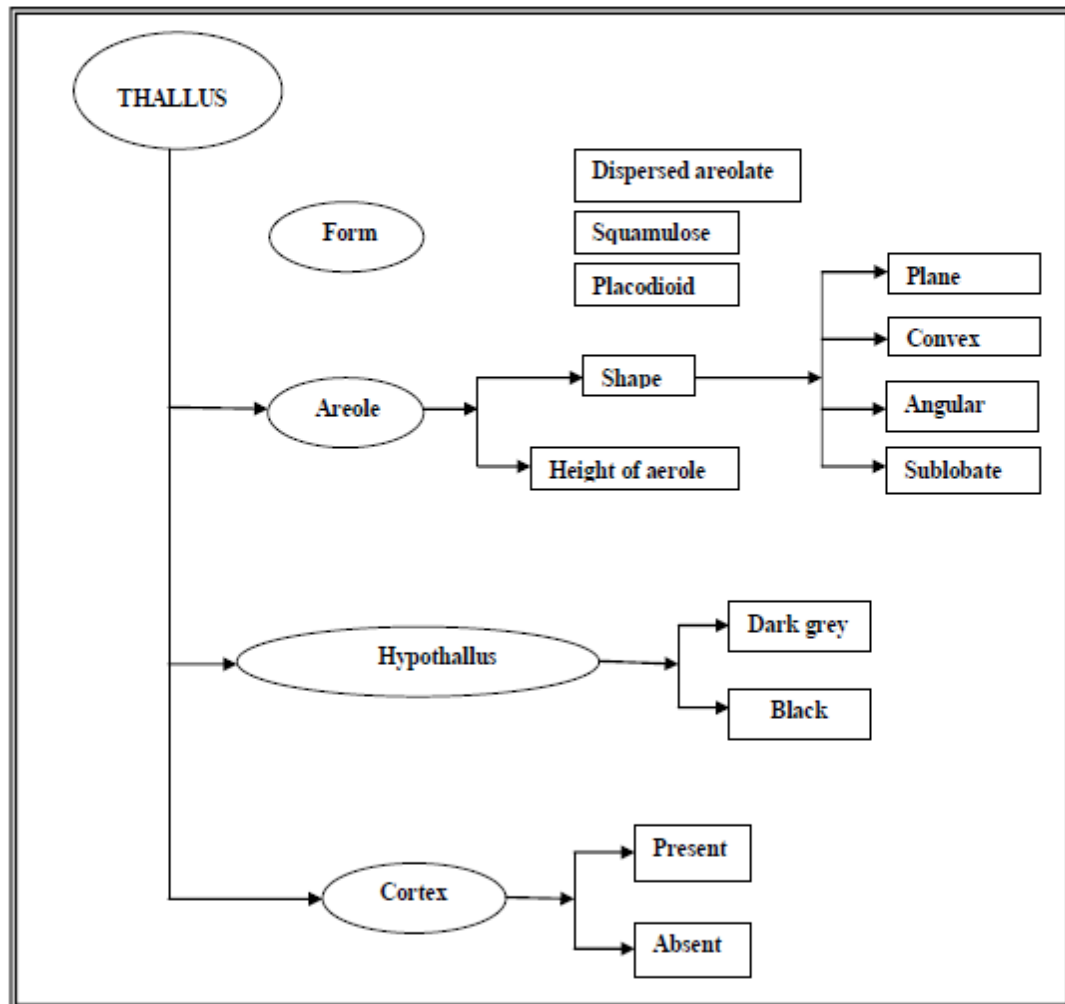 THALLUS
Form
Dispersed areolate
Squamulose
Placodioid
Areole
Shape
Height of aerole
Plane
Convex
Angular
Sublobate
Hypothallus
Dark grey
Black
Cortex
Present
Absent